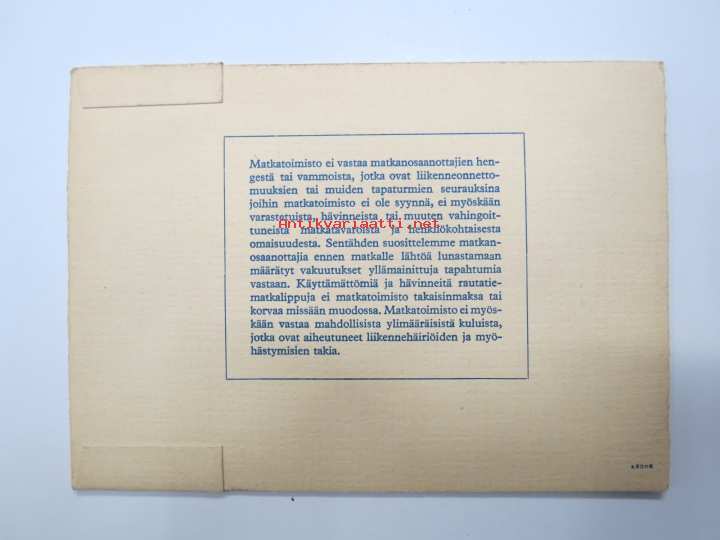 Matkatoimisto ei vastaa matkanosaanottajien hen-
gestä tai vammoista, jotka ovat liikenneonnetto-
muuksien tai muiden tapaturmien seurauksina
joihin matkatoimisto ei ole syynnä, ei myöskään
varastetuista, hävinneista tai muuten vahingoit-
Antikvariaatti.net
tuneista matkatavaroista ja henkilökohtaisesta
omaisuudesta. Sentähden suosittelemme matkan-
osaanottajia ennen matkalle lähtöä lunastamaan
määrätyt vakuutukset yllämainittuja tapahtumia
vastaan. Käyttämättömiä ja hävinneitä rautatie-
matkalippuja ei matkatoimisto takaisinmaksa tai
korvaa missään muodossa. Matkatoimisto ei myös-
kään vastaa mahdollisista ylimääräisistä kuluista,
jotka ovat aiheutuneet liikennehäiriöiden ja myö-
hästymisien takia.